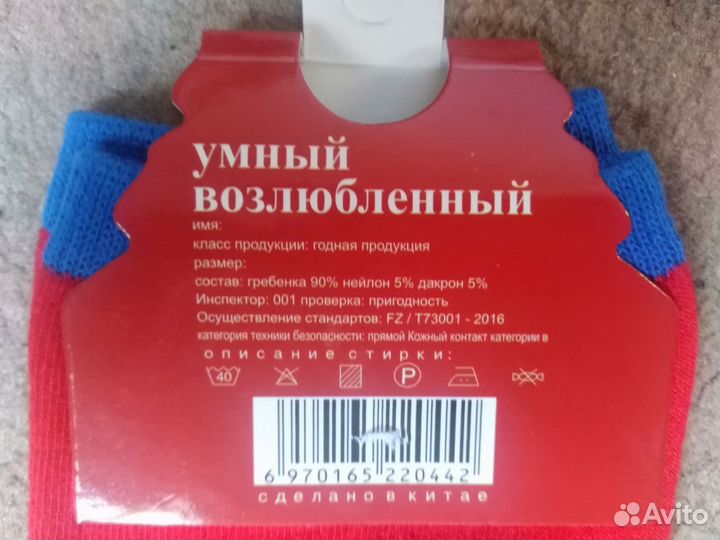 умный
возлюбленный
имя:
класс продукции: годная продукция
размер:
состав: гребенка 90% нейлон 5% дакрон 5%
Инспектор: 001 проверка: пригодность
Осуществление стандартов: FZ / T73001 - 2016
категория техники безопасности: прямой Кожный контакт категории в
описание стирки:
40 P
6 970165 220442
сделано в китае
Avito